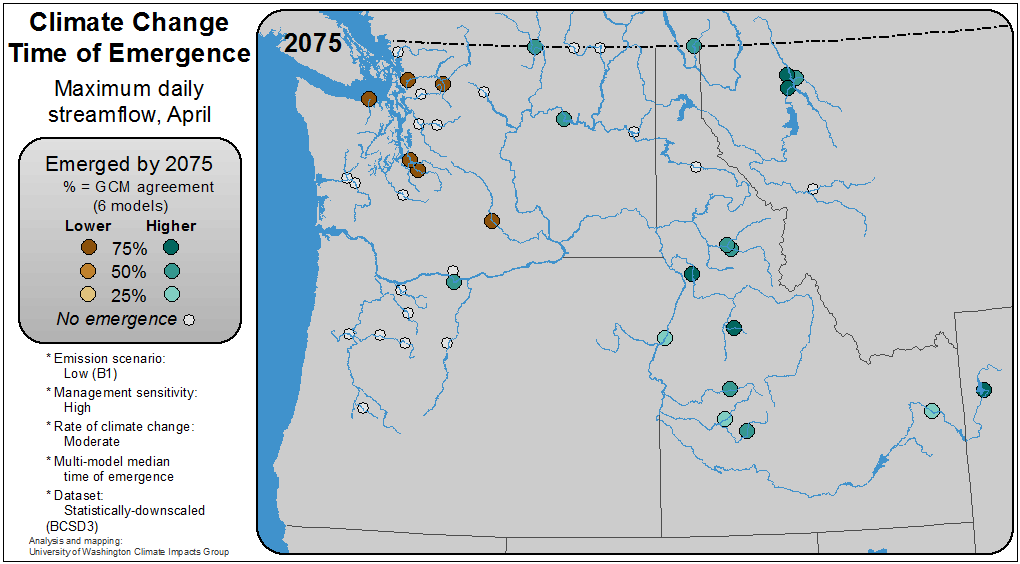 Climate Change
Time of Emergence
Maximum daily
streamflow, April
Emerged by 2075
% = GCM agreement
(6 models)
Lower Higher
75%
50%
25%
No emergence
* Emission scenario:
Low (B1)
* Management sensitivity:
High
* Rate of climate change:
Moderate
* Multi-model median
time of emergence
* Dataset:
Statistically-downscaled
(BCSD3)
Analysis and mapping:
University of Washington Climate Impacts Group
2075